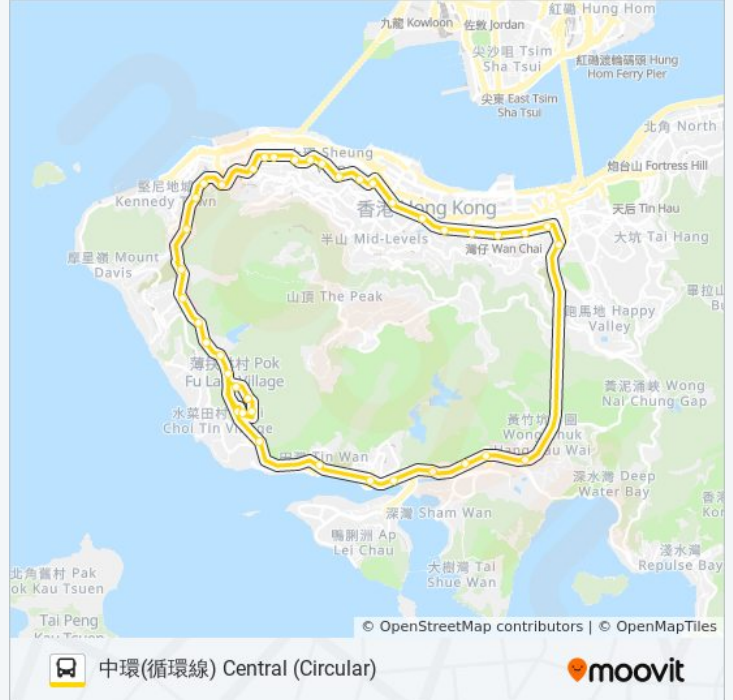 紅磡 Hung Hom
九龍 Kowloon
佐敦 Jordan
尖沙咀 Tsim
Sha Tsui
紅磡渡輪碼頭 Hung
Hom Ferry Pier
尖東 East Tsim
Sha Tsui
北角 North
Sheung
炮台山 Fortress Hill
堅尼地城
Kennedy Town
香港 Hong Kong
天后 Tin Hau
半山 Mid-Levels
灣仔 Wan Chai
大坑 Tai Hang
摩星嶺 Mount
Davis
山頂 The Peak
畢拉山
跑馬地 Happy
Valley
薄扶林村 Pok
Fu Lam Village
黃泥涌峽 Wong
Nai Chung Gap
水菜田村
Choi Tin Village
黃竹坑
田灣 Tin Wan
深水灣 Deep
Water Bay
深灣 Sham Wan
鴨脷洲 Ap
Lei Chau
淺水灣
Repulse Bay
大樹灣 Tai
Shue Wan
北角舊村 Pak
ok Kau Tsuen
Tai Peng
Kau Tsuen
© OpenStreetMap contributors | © OpenMapTiles
中環(循環線) Central (Circular)
moovit